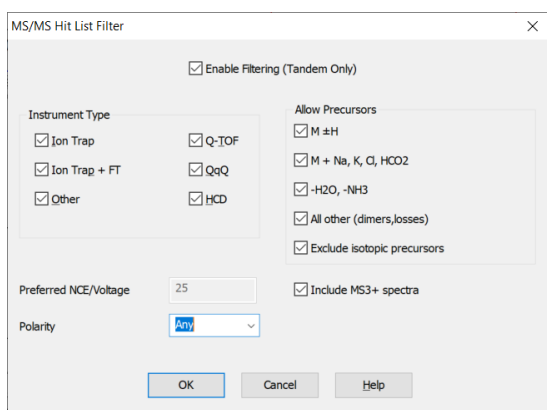 MS/MS Hit List Filter
Enable Filtering (Tandem Only)
Instrument Type
Ion Trap
Q-TOF
Ion Trap + FT
QqQ
Other
HCD
Allow Precursors
M ±H
M + Na, K, Cl, HCO2
-H2O, -NH3
All other (dimers,losses)
Exclude isotopic precursors
Preferred NCE/Voltage
25
Include MS3+ spectra
Polarity
Any
OK
Cancel
Help